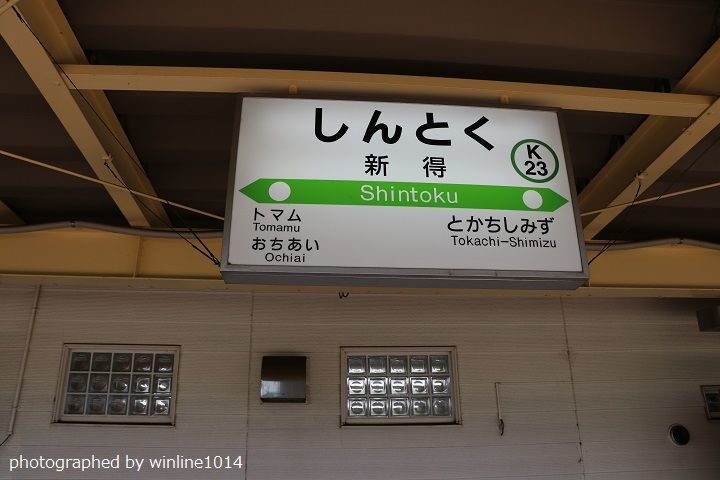 しんとく
新得
K
23
Shintoku
トマム
Tomamu
おちあい
Ochiai
とかちしみず
Tokachi-Shimizu
photographed by winline1014